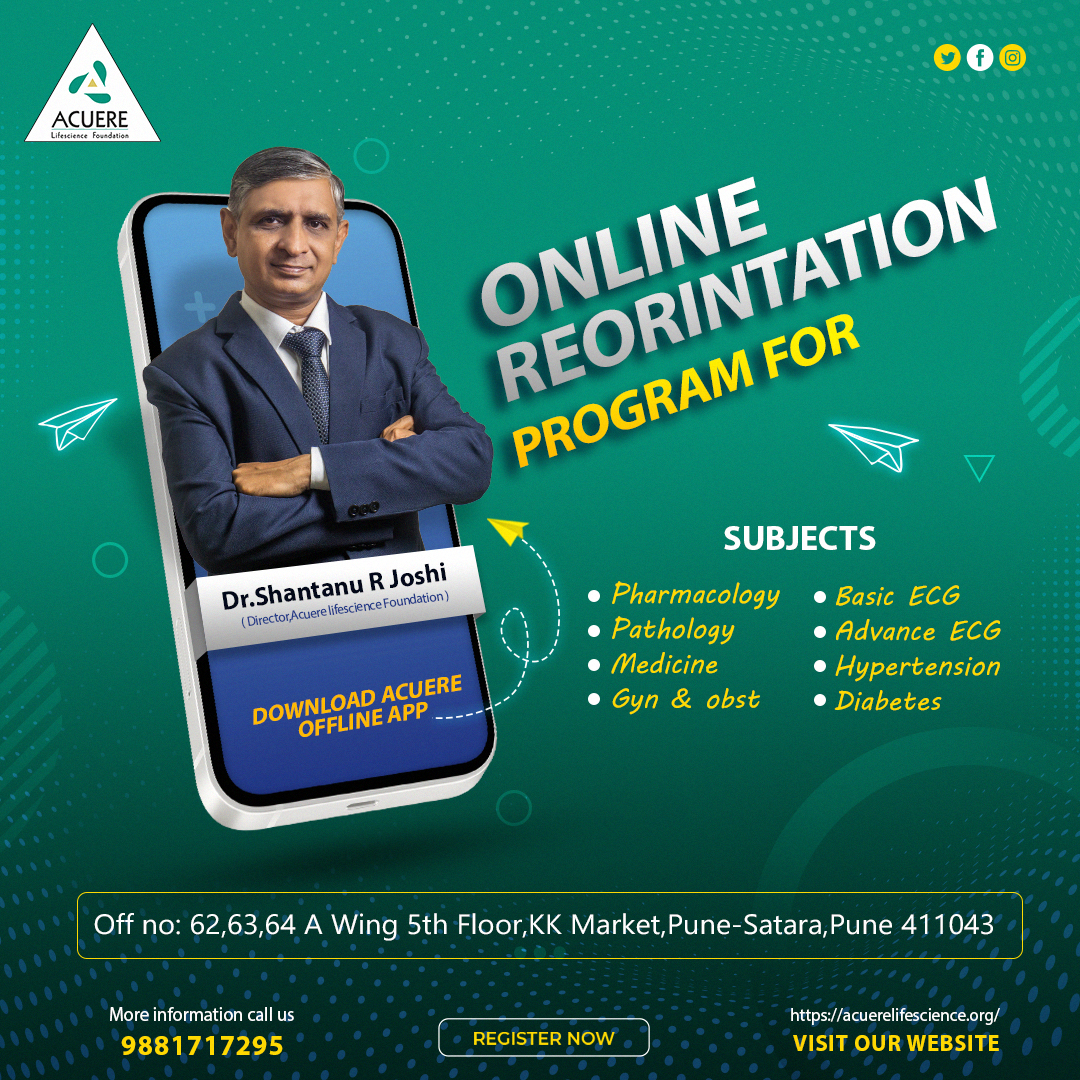 ACUERE
Lifescience Foundation
ONLINE
REORINTATION
PROGRAM FOR
Dr.Shantanu R Joshi
( Director,Acuere lifescience Foundation )
DOWNLOAD ACUERE
OFFLINE APP
SUBJECTS
Pharmacology
Pathology
Medicine
Gyn & obst
Basic ECG
Advance ECG
Hypertension
Diabetes
Off no: 62,63,64 A Wing 5th Floor,KK Market,Pune-Satara,Pune 411043
More information call us
9881717295
REGISTER NOW
https://acuerelifescience.org/
VISIT OUR WEBSITE